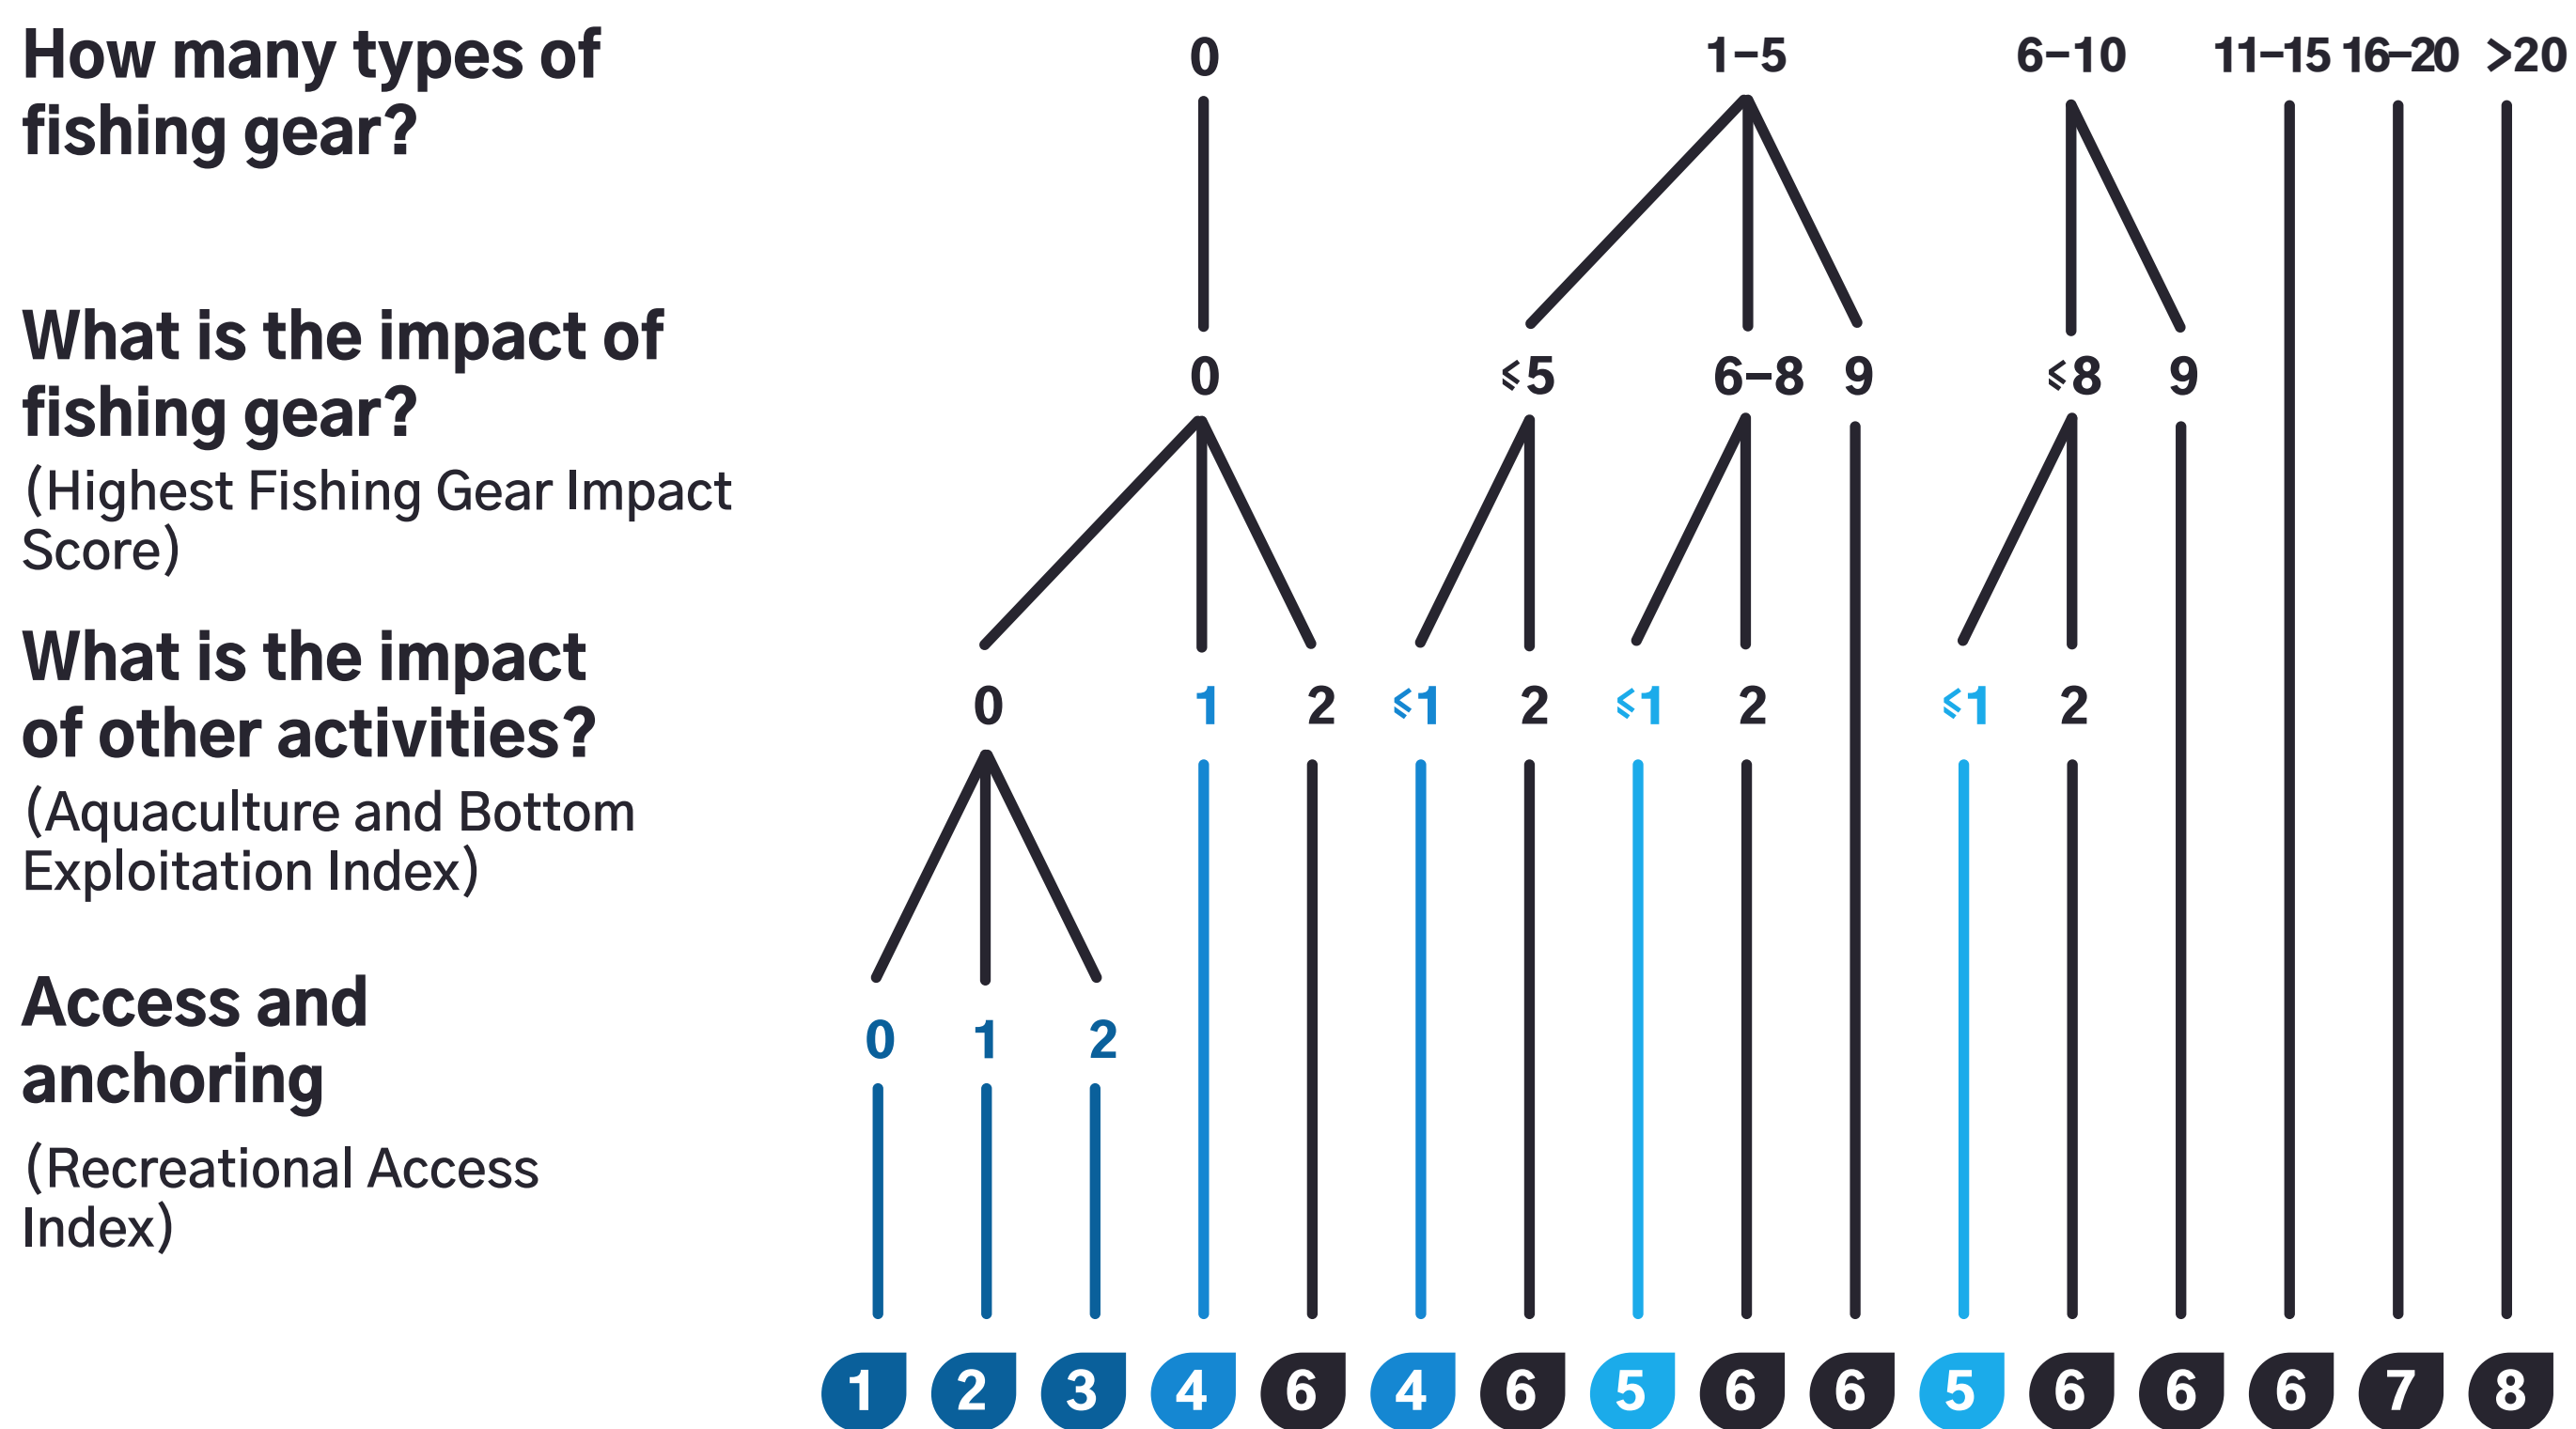 How many types of
fishing gear?
0 1–5 6–10 11–15 16–20 >20
What is the impact of
fishing gear?
(Highest Fishing Gear Impact
Score)
0 ⩽5 6–8 9 ⩽8 9
What is the impact
of other activities?
(Aquaculture and Bottom
Exploitation Index)
0 1 2 ⩽1 2 ⩽1 2 ⩽1 2
Access and
anchoring
(Recreational Access
Index)
0 1 2
1 2 3 4 6 4 6 5 6 6 5 6 6 6 7 8